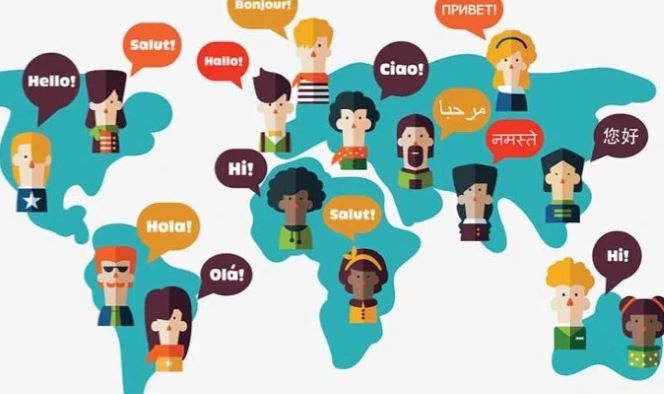 Bonjour!
ПРИВЕТ!
Salut!
Hallo!
Ciao!
Hello!
مرحبا
नमस्ते
您好
Hi!
Salut!
Hola!
Olá!
Hi!